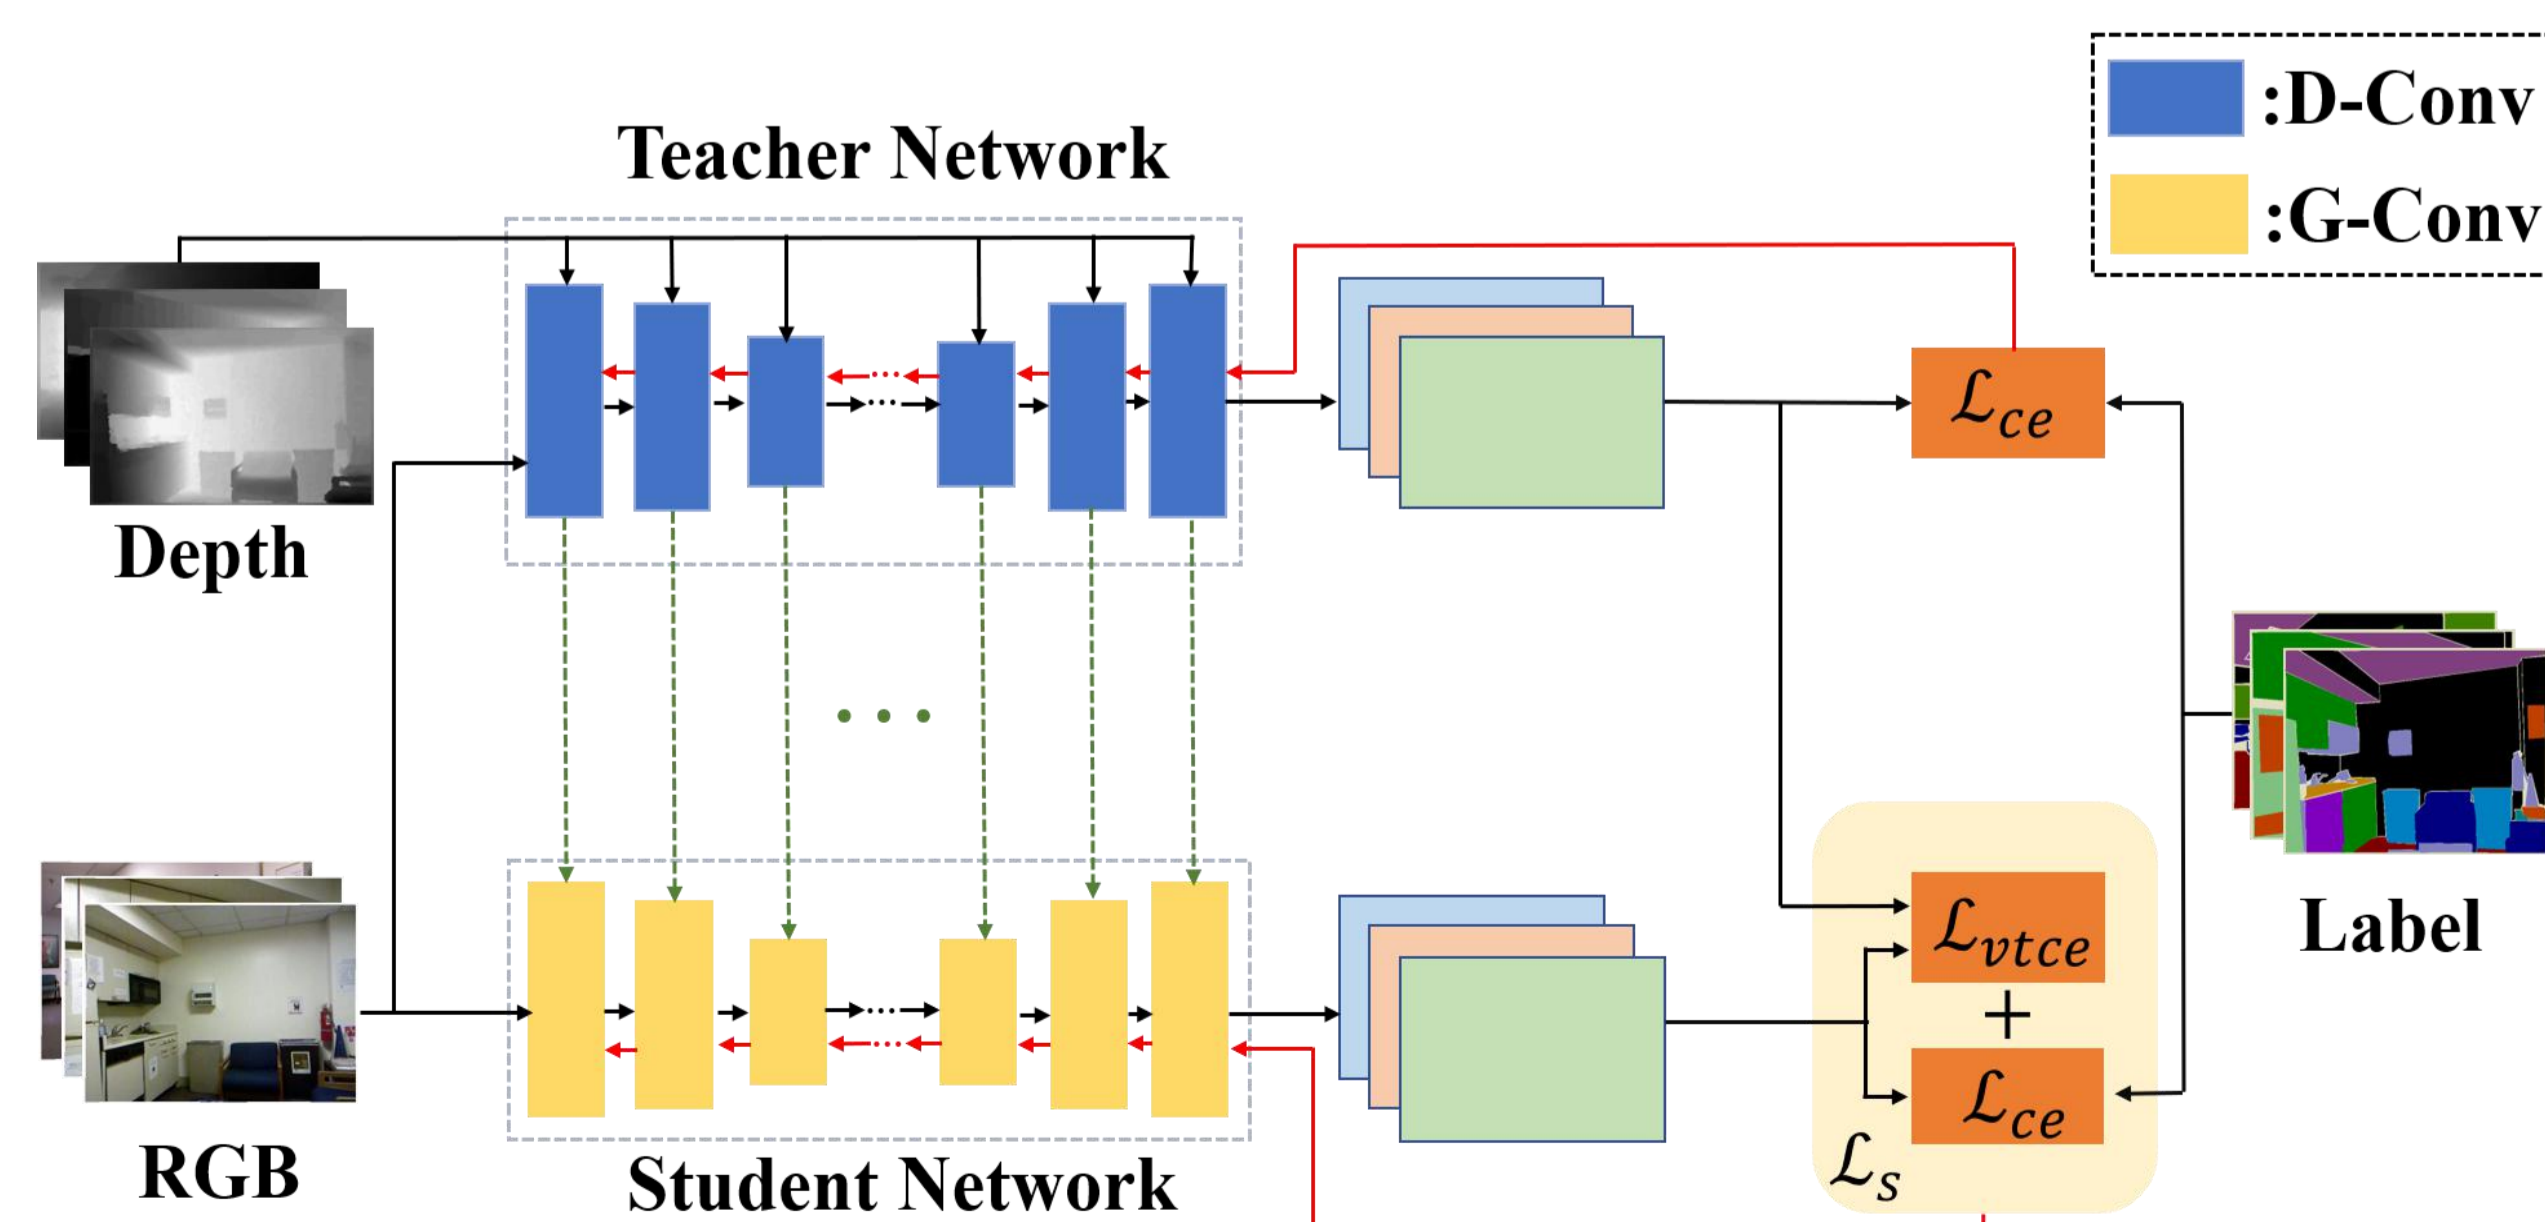 :D-Conv
:G-Conv
Teacher Network
Depth
ℒce
Label
ℒvtce
+
ℒce
ℒs
RGB
Student Network